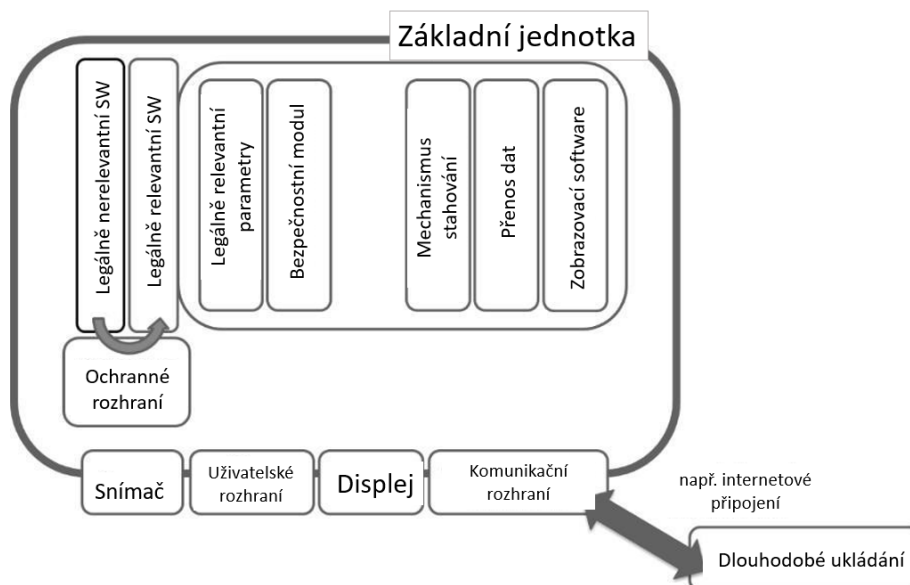 Základní jednotka
Legálně nerelevantní SW
Legálně relevantní SW
Legálně relevantní
parametry
Bezpečnostní modul
Mechanismus
stahování
Přenos dat
Zobrazovací software
Ochranné
rozhraní
Snímač
Uživatelské
rozhraní
Displej
Komunikační
rozhraní
např. internetové
připojení
Dlouhodobé ukládání